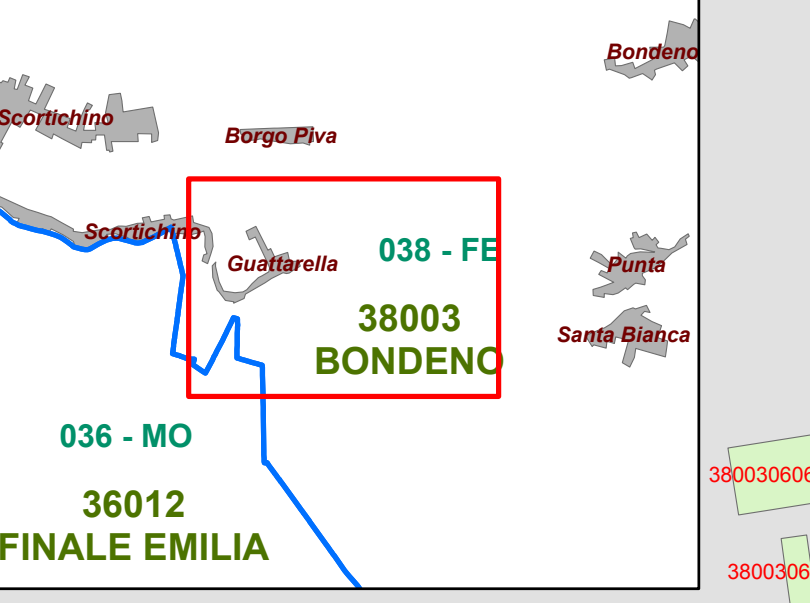 Bondeno
Scortichino
Borgo Piva
Scortichino
038 - FE
Guattarella
Punta
38003
BONDENO
Santa Bianca
036 - MO
380030606
36012
FINALE EMILIA
3800306